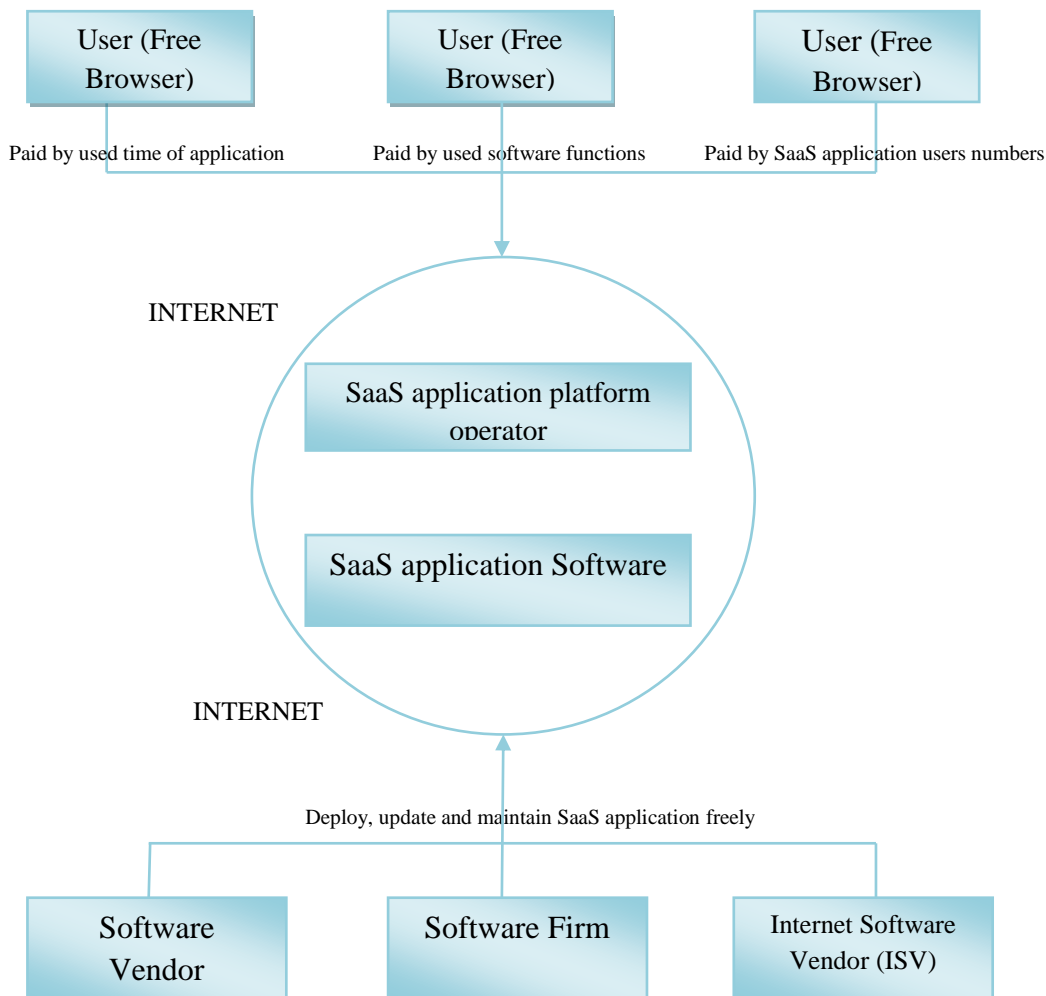 User (Free
Browser)
User (Free
Browser)
User (Free
Browser)
Paid by used time of application
Paid by used software functions
Paid by SaaS application users numbers
INTERNET
SaaS application platform
operator
SaaS application Software
INTERNET
Deploy, update and maintain SaaS application freely
Software
Vendor
Software Firm
Internet Software
Vendor (ISV)